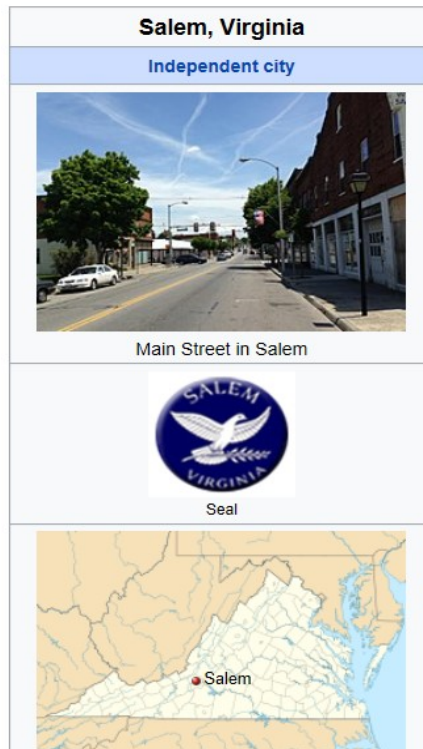 Salem, Virginia
Independent city
Main Street in Salem
SALEM
VIRGINIA
Seal
Salem